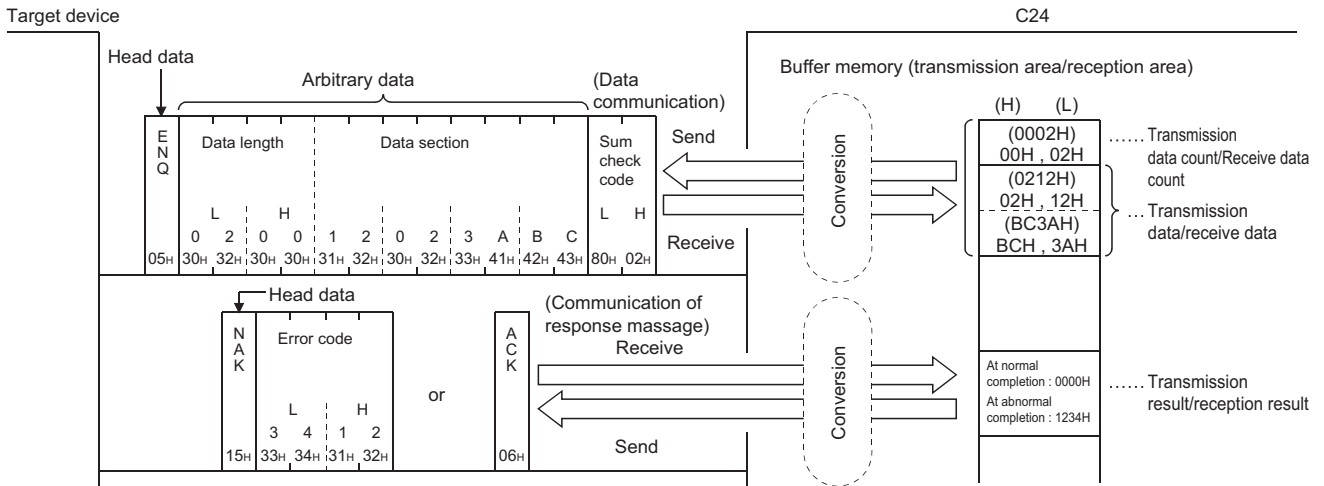 Target device
C24
Head data
Arbitrary data
(Data
communication)
Buffer memory (transmission area/reception area)
(H) (L)
E
N
Q
Data length
Data section
Sum
check
code
Send
Conversion
(0002H)
00H , 02H
...... Transmission
data count/Receive data
count
(0212H)
02H , 12H
(BC3AH)
BCH , 3AH
... Transmission
data/receive data
L H L H
0 2 0 0 1 2 0 2 3 A B C
Receive
05H 30H 32H 30H 30H 31H 32H 30H 32H 33H 41H 42H 43H 80H 02H
Head data
(Communication of
response massage)
Receive
N
A
K
Error code
or
A
C
K
Conversion
At normal
completion : 0000H
At abnormal
completion : 1234H
...... Transmission
result/reception result
L H
3 4 1 2
15H 33H 34H 31H 32H
06H
Send